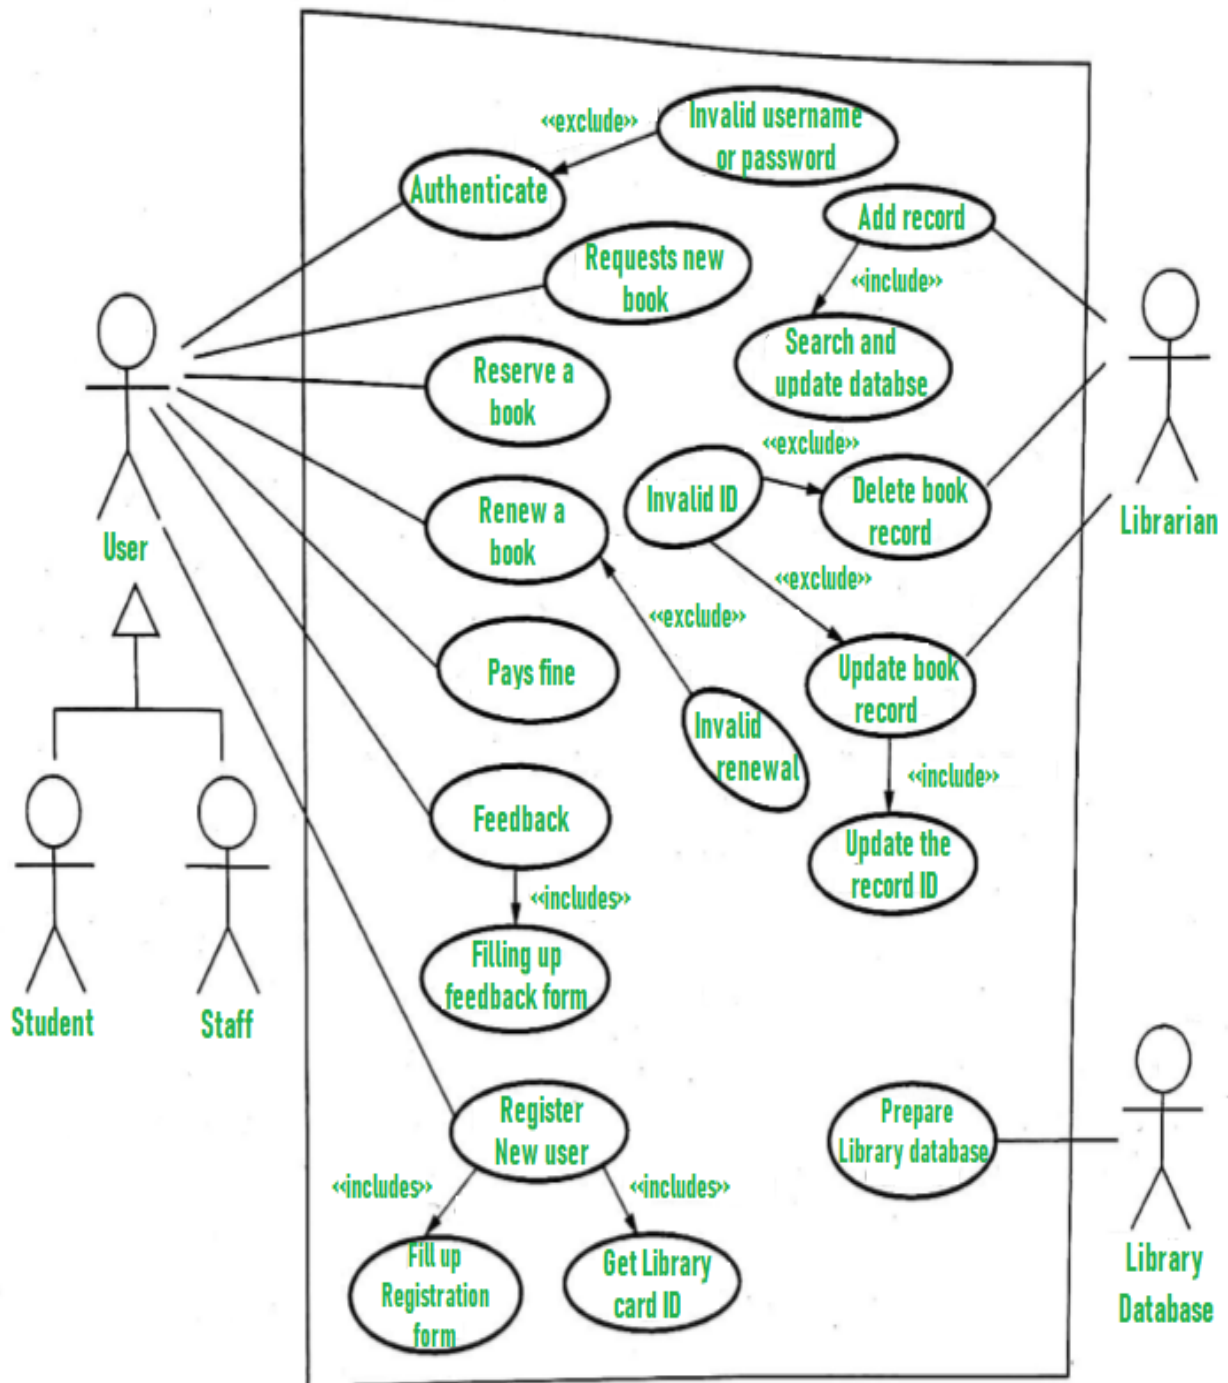 Invalid username
or password
«exclude»
Authenticate
Add record
Requests new
book
«include»
Search and
update databse
Reserve a
book
«exclude»
Invalid ID
Delete book
record
Renew a
book
Librarian
User
«exclude»
«exclude»
Update book
record
Pays fine
Invalid
renewal
«include»
Feedback
Update the
record ID
«includes»
Filling up
feedback form
Student
Staff
Register
New user
Prepare
Library database
«includes»
«includes»
Fill up
Registration
form
Get Library
card ID
Library
Database